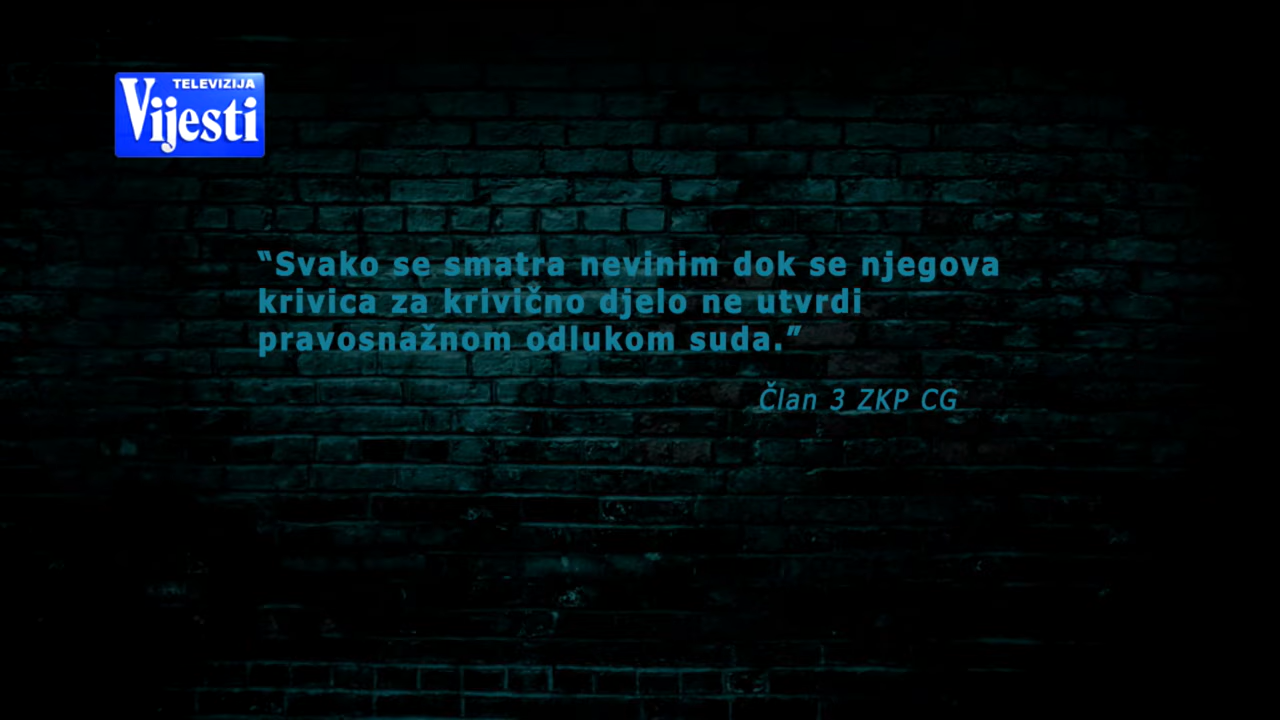 TELEVIZIJA
Vijesti
“Svako se smatra nevinim dok se njegova
krivica za krivično djelo ne utvrdi
pravosnažnom odlukom suda.”
Član 3 ZKP CG